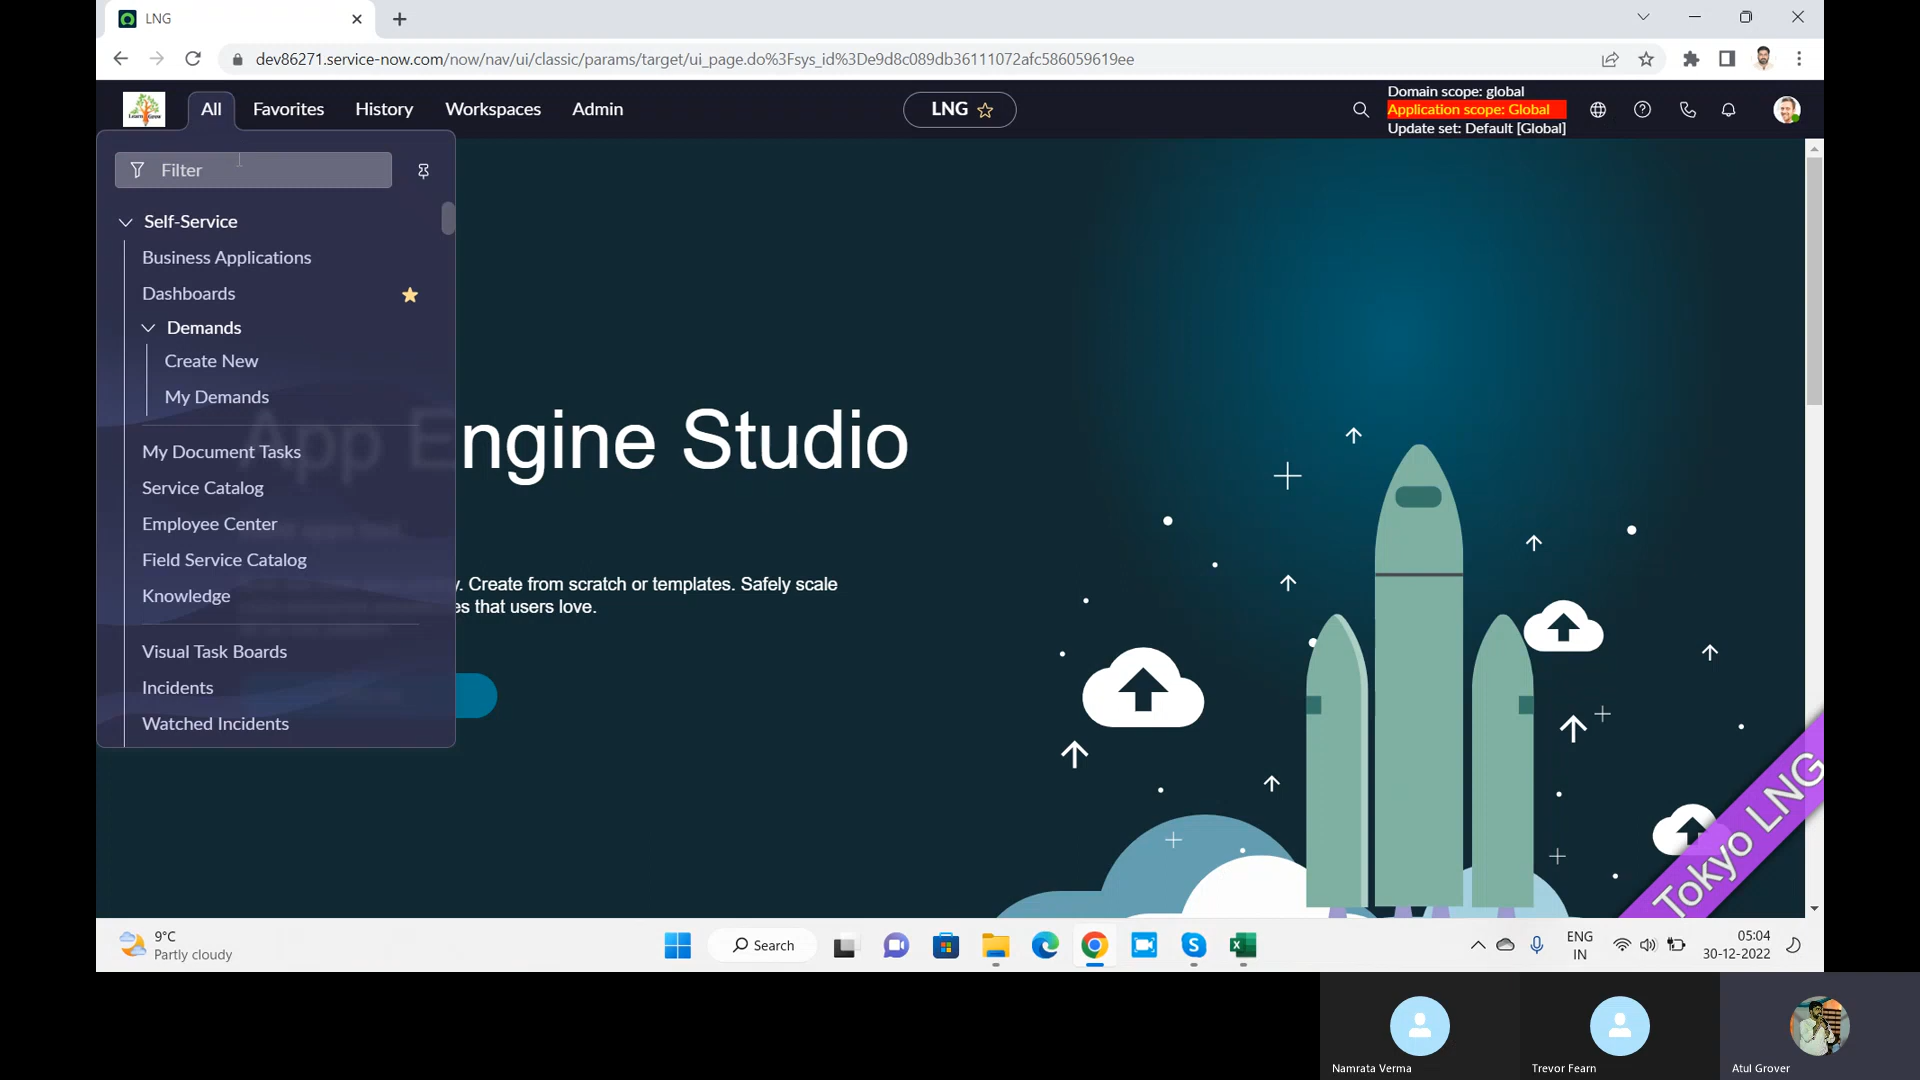 LNG
dev86271.service-now.com/now/nav/ui/classic/params/target/ui_page.do%3Fsys_id%3De9d8c089db36111072afc586059619ee
All Favorites History Workspaces Admin
LNG
Domain scope: global
Application scope: Global
Update set: Default [Global]
Filter
Self-Service
Business Applications
Dashboards
Demands
Create New
My Demands
My Document Tasks
Service Catalog
Employee Center
Field Service Catalog
Knowledge
Visual Task Boards
Incidents
Watched Incidents
App Engine Studio
. Create from scratch or templates. Safely scale
es that users love.
Tokyo LNG
9°C
Partly cloudy
Search
ENG
IN
05:04
30-12-2022
Namrata Verma
Trevor Fearn
Atul Grover